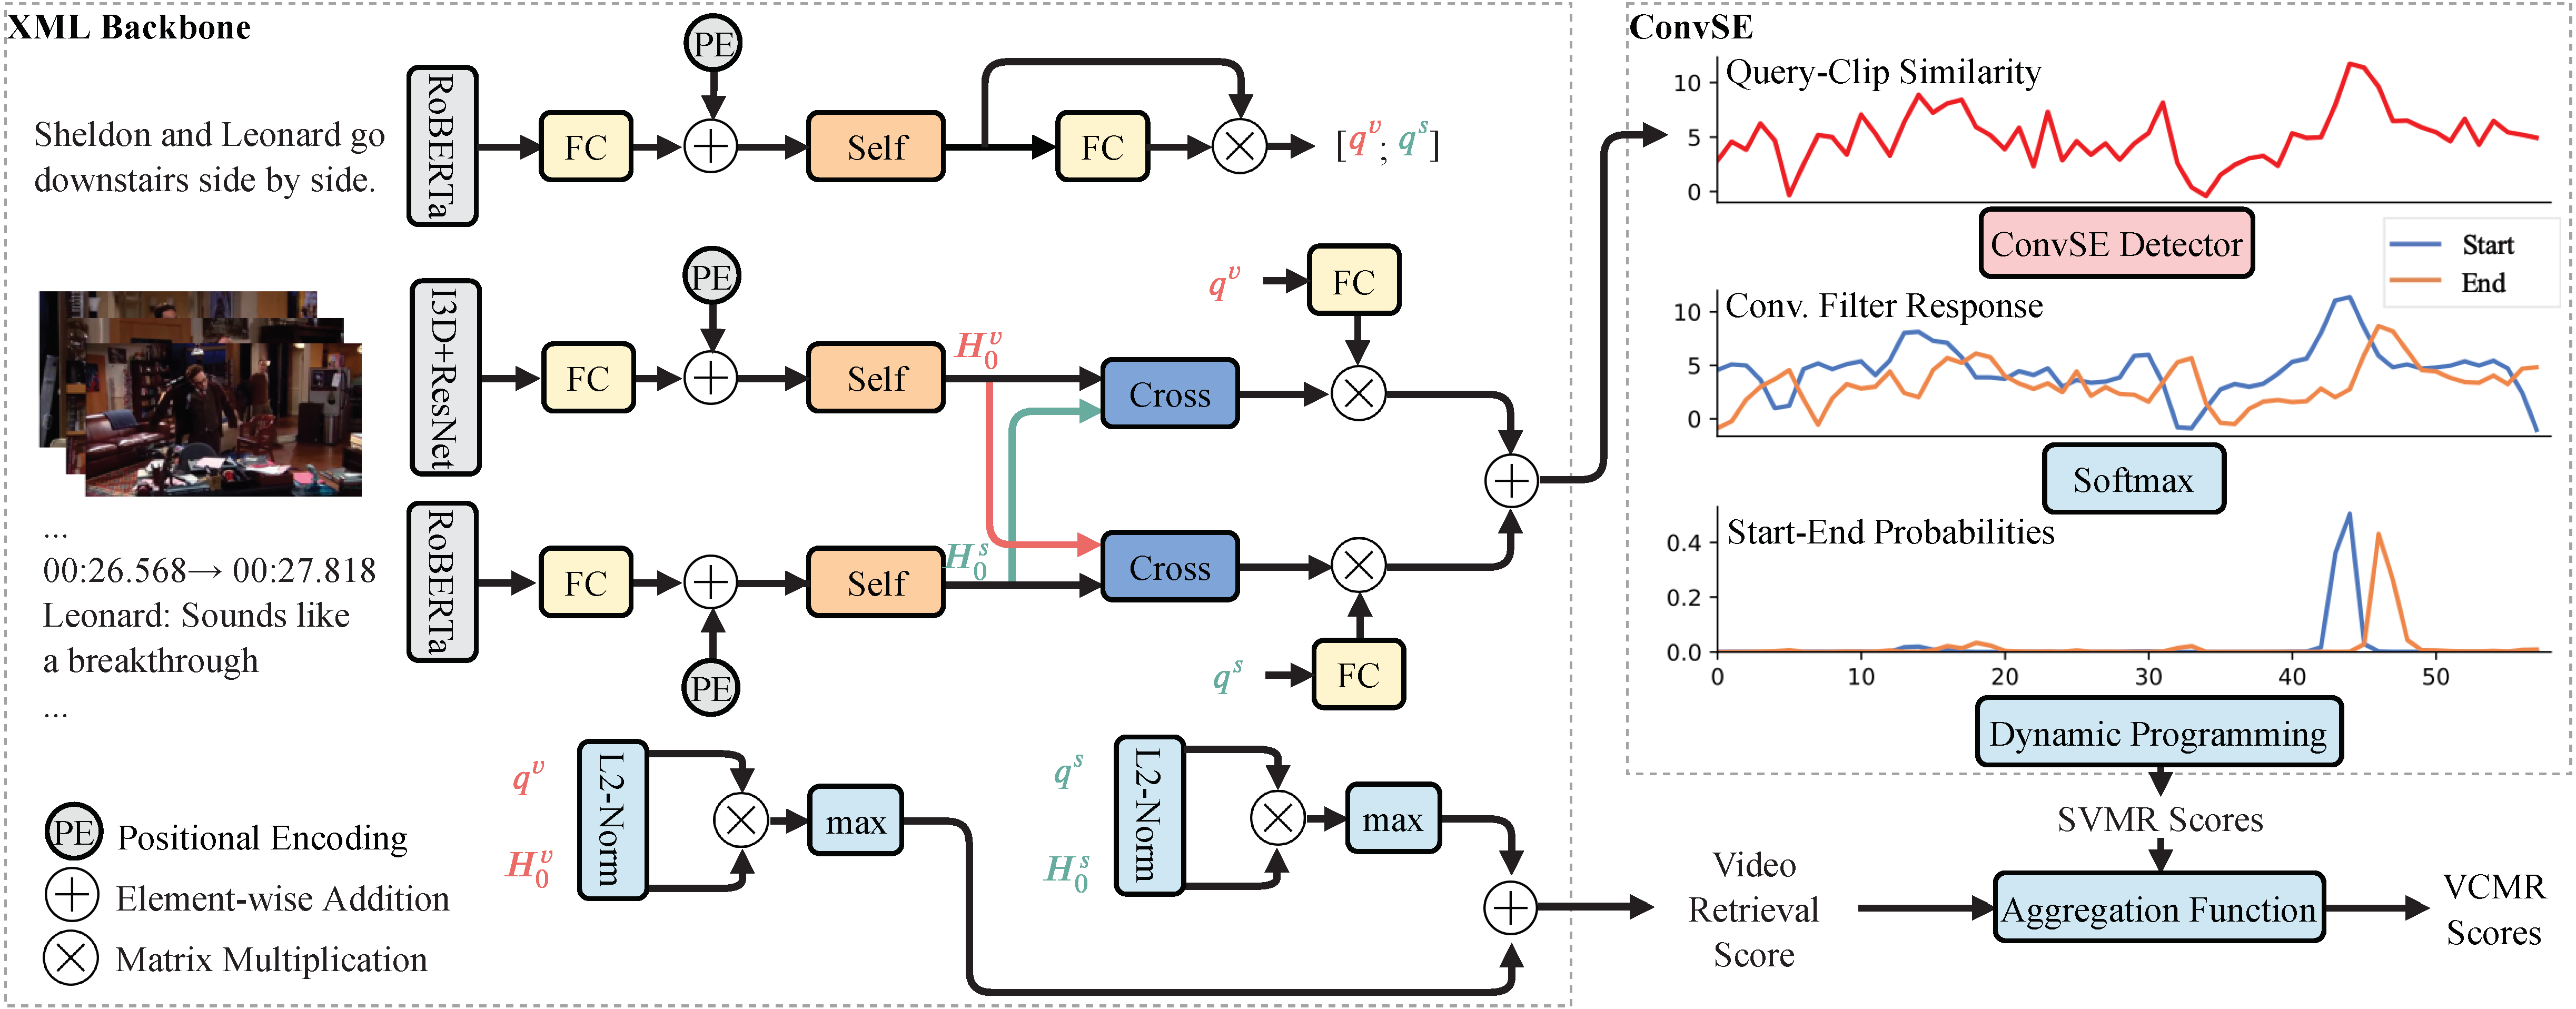 XML Backbone
PE
Sheldon and Leonard go
downstairs side by side.
RoBERTa
FC
Self
FC
[q^v; q^s]
PE
I3D+ResNet
FC
Self
H_0^v
Cross
q^v
FC
...
00:26.568→ 00:27.818
Leonard: Sounds like
a breakthrough
...
RoBERTa
FC
Self
H_0^s
Cross
PE
q^s
FC
q^v
H_0^v
L2-Norm
max
q^s
H_0^s
L2-Norm
max
PE Positional Encoding
Element-wise Addition
Matrix Multiplication
ConvSE
Query-Clip Similarity
10
5
0
ConvSE Detector
Start
End
Conv. Filter Response
10
5
0
Softmax
Start-End Probabilities
0.4
0.2
0.0
0 10 20 30 40 50
Dynamic Programming
SVMR Scores
Video
Retrieval
Score
Aggregation Function
VCMR
Scores